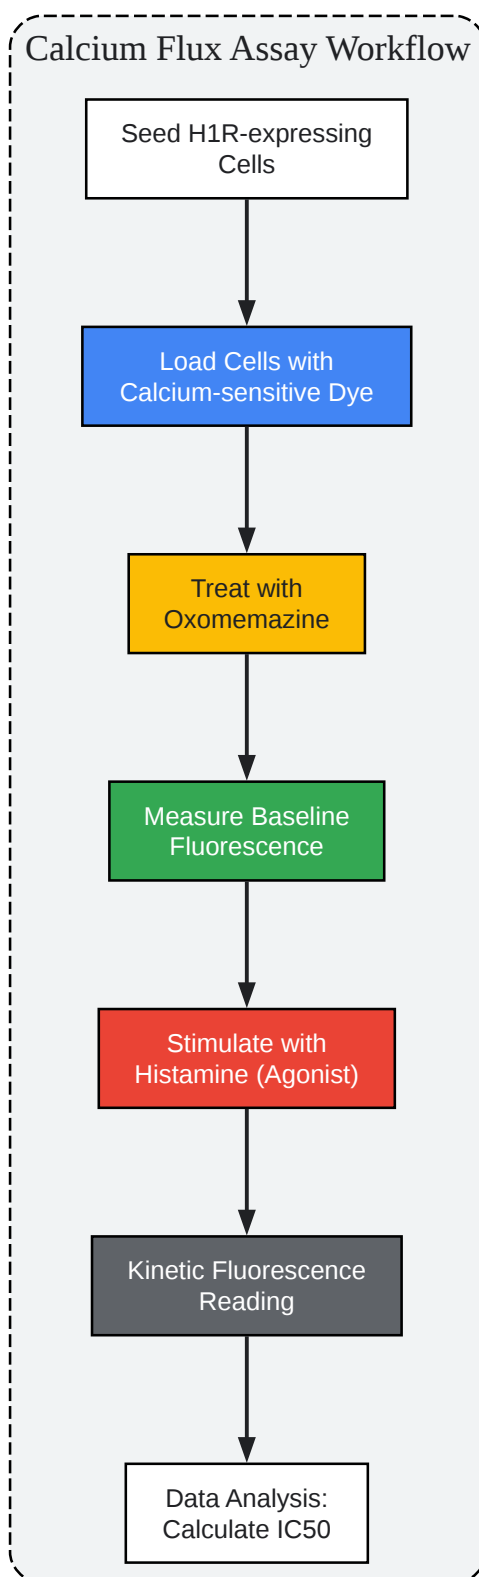 Calcium Flux Assay Workflow
Seed H1R-expressing
Cells
Load Cells with
Calcium-sensitive Dye
Treat with
Oxomemazine
Measure Baseline
Fluorescence
Stimulate with
Histamine (Agonist)
Kinetic Fluorescence
Reading
Data Analysis:
Calculate IC50